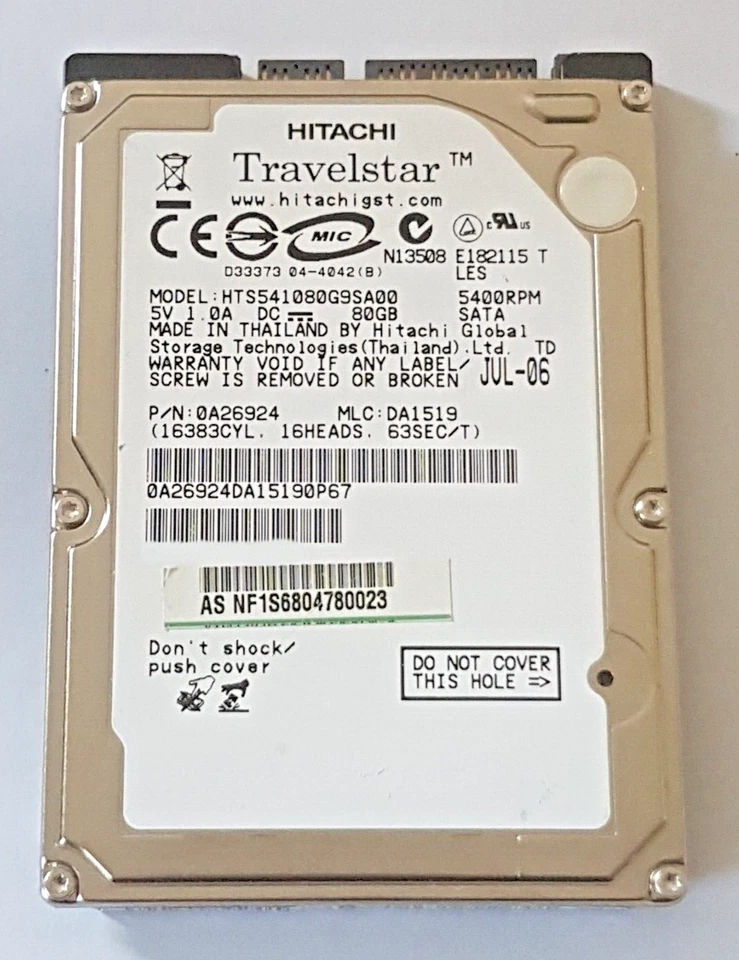 HITACHI
Travelstar™
www.hitachigst.com
CE MIC c UL us
N13508 E182115 T
D33373 04-4042(B) LES
MODEL:HTS541080G9SA00 5400RPM
5V 1.0A DC 80GB SATA
MADE IN THAILAND BY Hitachi Global
Storage Technologies(Thailand).Ltd. TD
WARRANTY VOID IF ANY LABEL/
SCREW IS REMOVED OR BROKEN JUL-06
P/N:0A26924 MLC:DA1519
(16383CYL. 16HEADS. 63SEC/T)
0A26924DA15190P67
AS NF1S6804780023
Don't shock/
push cover
DO NOT COVER
THIS HOLE =>